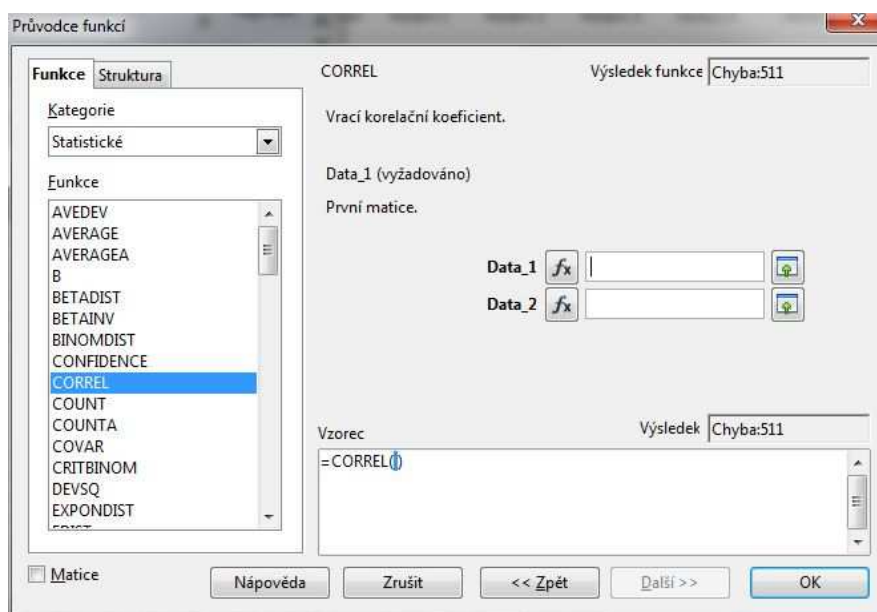 Průvodce funkcí
Funkce Struktura
Kategorie
Statistické
Funkce
AVEDEV
AVERAGE
AVERAGEA
B
BETADIST
BETAINV
BINOMDIST
CONFIDENCE
CORREL
COUNT
COUNTA
COVAR
CRITBINOM
DEVSQ
EXPONDIST
Matice
CORREL
Výsledek funkce Chyba:511
Vrací korelační koeficient.
Data_1 (vyžadováno)
První matice.
Data_1 fx
Data_2 fx
Vzorec
Výsledek Chyba:511
=CORREL()
Nápověda Zrušit << Zpět Další >> OK